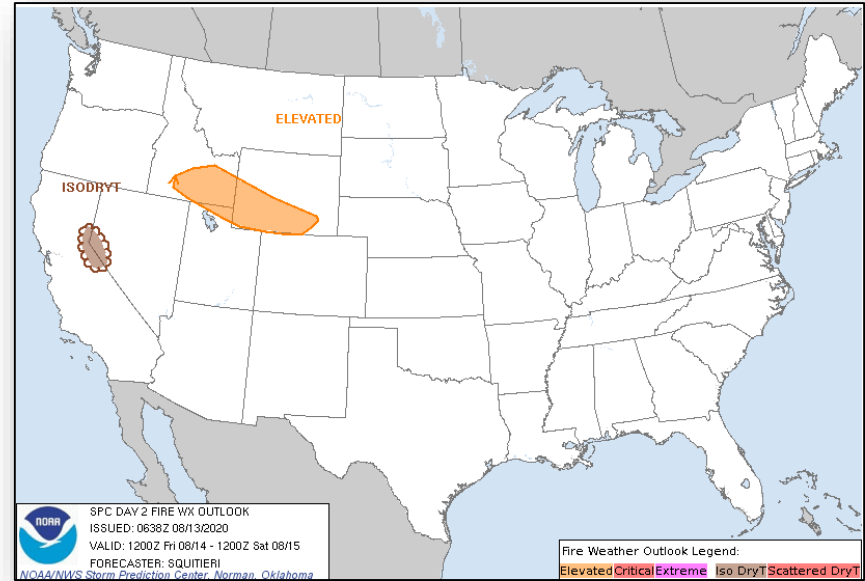 ELEVATED
ISODRYT
NOAA
SPC DAY 2 FIRE WX OUTLOOK
ISSUED: 0638Z 08/13/2020
VALID: 1200Z Fri 08/14 - 1200Z Sat 08/15
FORECASTER: SQUITIERI
NOAA/NWS Storm Prediction Center, Norman, Oklahoma
Fire Weather Outlook Legend:
Elevated Critical Extreme Iso DryT Scattered DryT